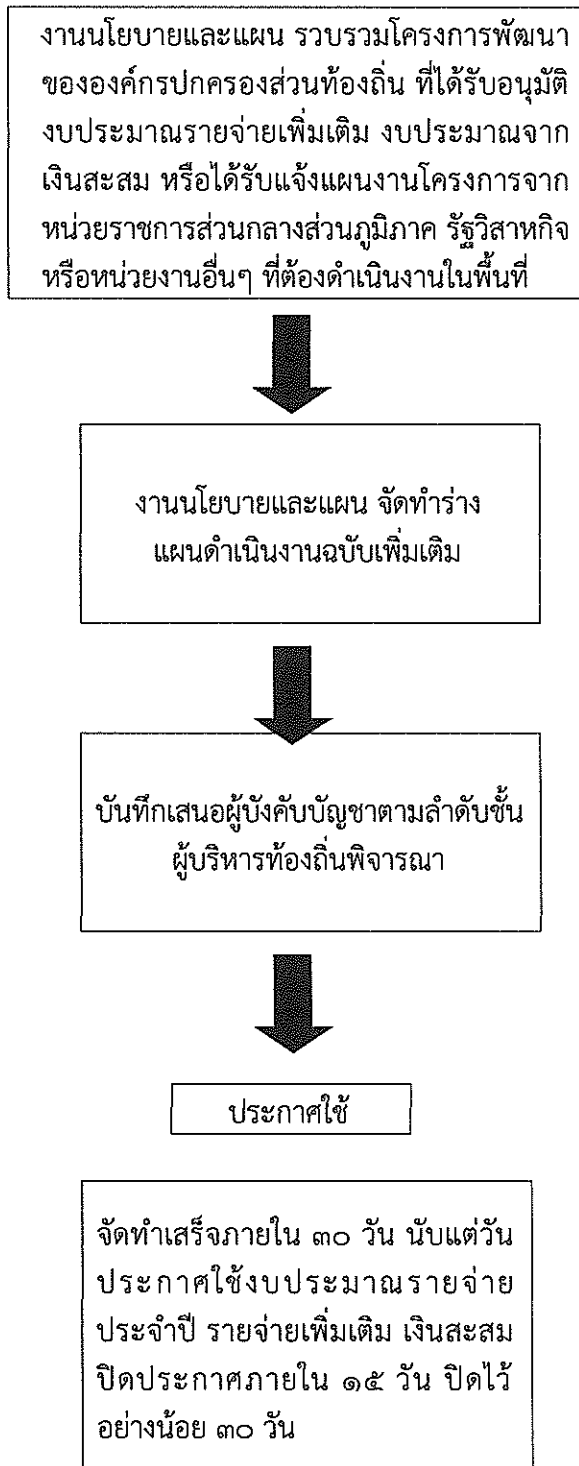 งานนโยบายและแผน รวบรวมโครงการพัฒนา
ขององค์กรปกครองส่วนท้องถิ่น ที่ได้รับอนุมัติ
งบประมาณรายจ่ายเพิ่มเติม งบประมาณจาก
เงินสะสม หรือได้รับแจ้งแผนงานโครงการจาก
หน่วยราชการส่วนกลางส่วนภูมิภาค รัฐวิสาหกิจ
หรือหน่วยงานอื่นๆ ที่ต้องดำเนินงานในพื้นที่
งานนโยบายและแผน จัดทำร่าง
แผนดำเนินงานฉบับเพิ่มเติม
บันทึกเสนอผู้บังคับบัญชาตามลำดับชั้น
ผู้บริหารท้องถิ่นพิจารณา
ประกาศใช้
จัดทำเสร็จภายใน ๓๐ วัน นับแต่วัน
ประกาศใช้งบประมาณรายจ่าย
ประจำปี รายจ่ายเพิ่มเติม เงินสะสม
ปิดประกาศภายใน ๑๕ วัน ปิดไว้
อย่างน้อย ๓๐ วัน